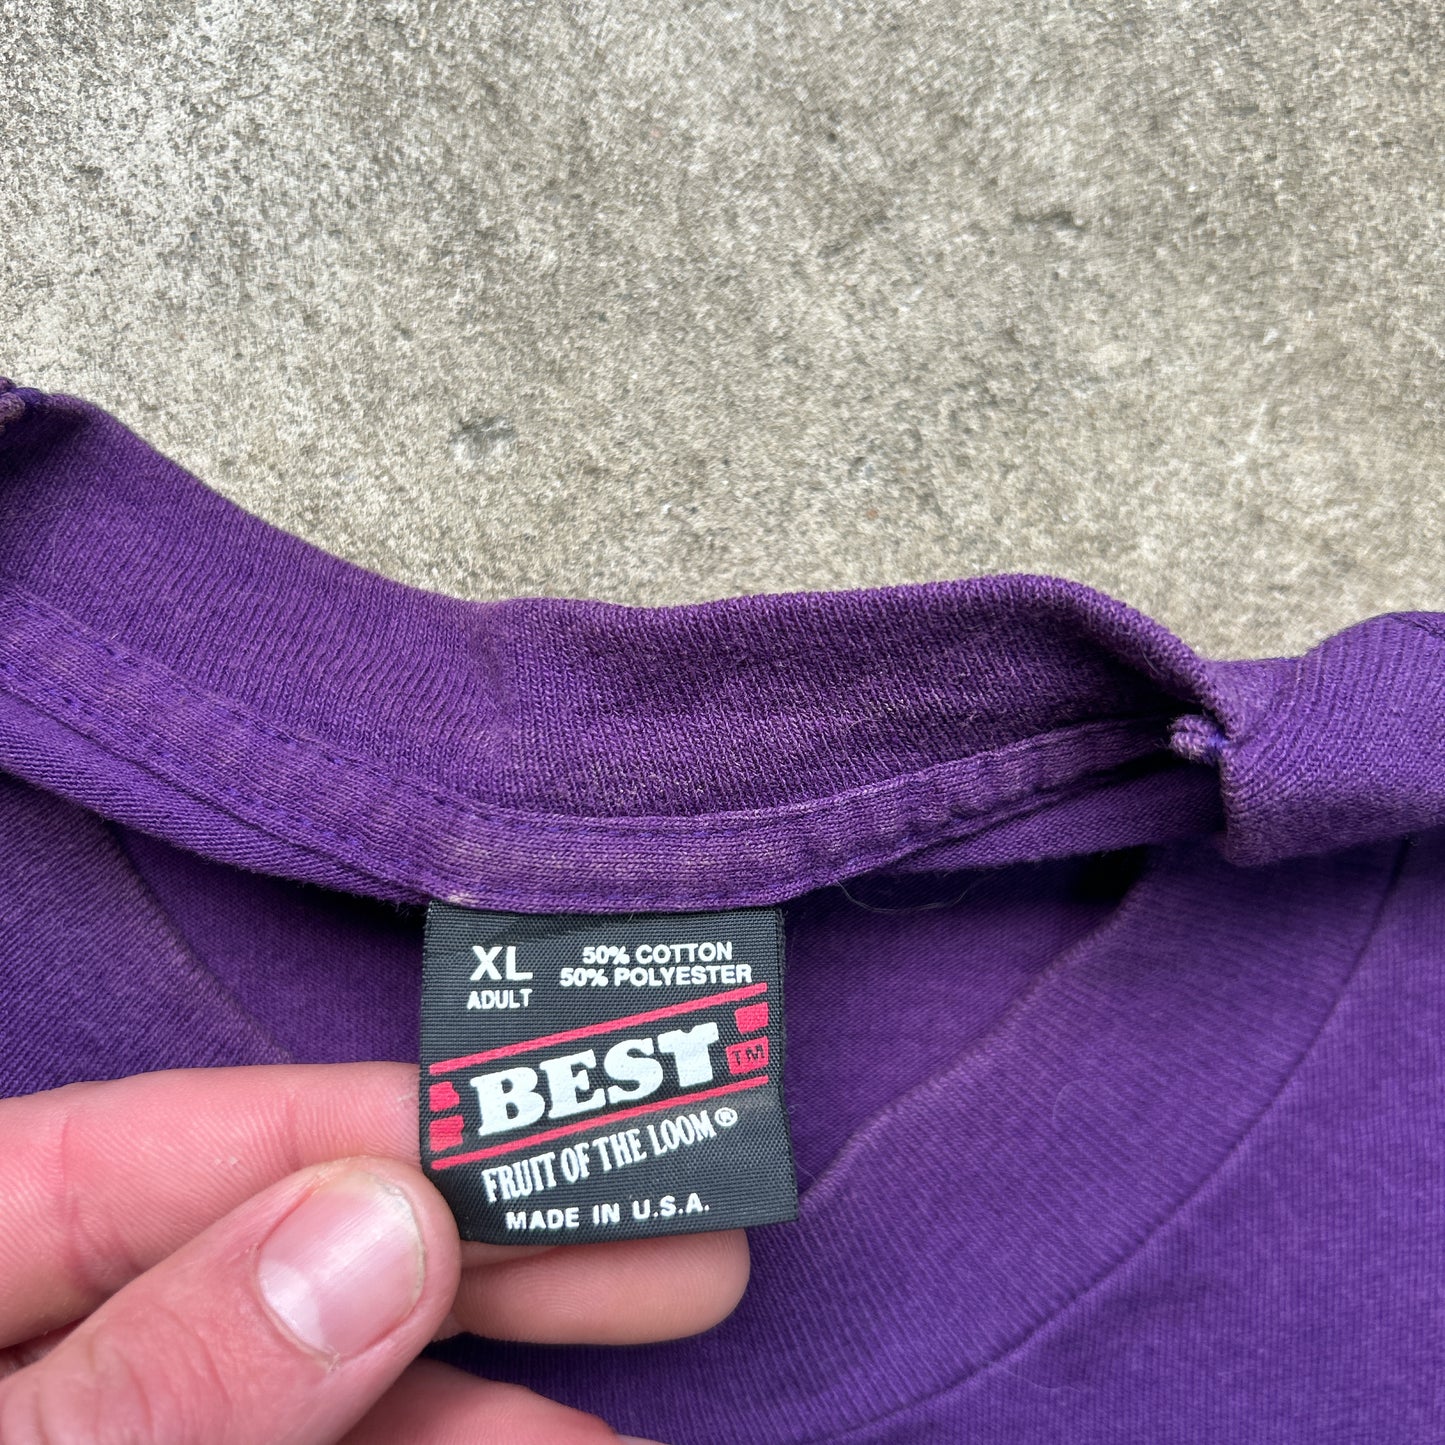 XL
ADULT
50% COTTON
50% POLYESTER
BEST TM
FRUIT OF THE LOOM®
MADE IN U.S.A.